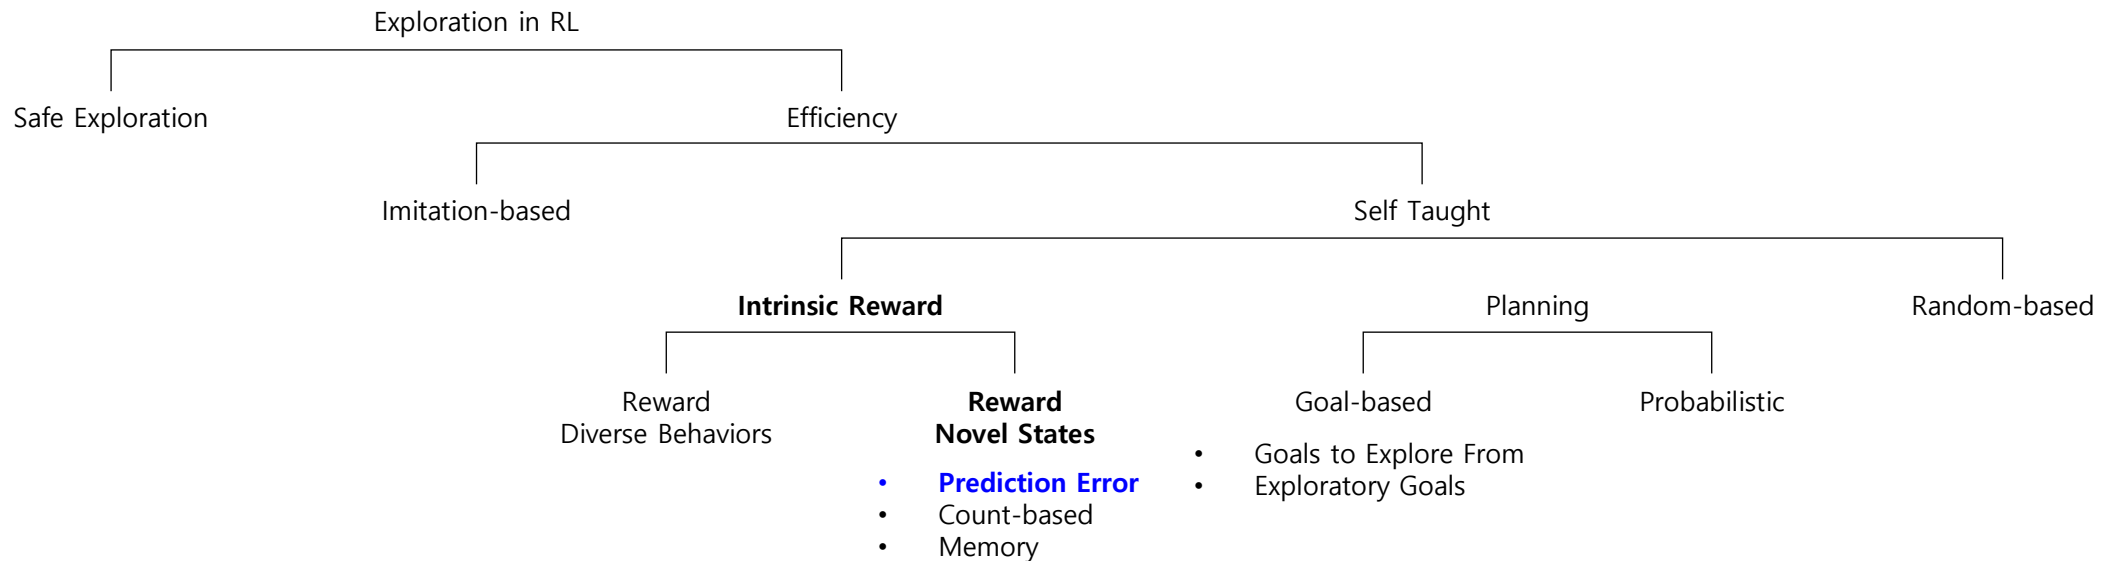 Exploration in RL
Safe Exploration
Efficiency
Imitation-based
Self Taught
Intrinsic Reward
Planning
Random-based
Reward
Diverse Behaviors
Reward
Novel States
• Prediction Error
• Count-based
• Memory
Goal-based
• Goals to Explore From
• Exploratory Goals
Probabilistic